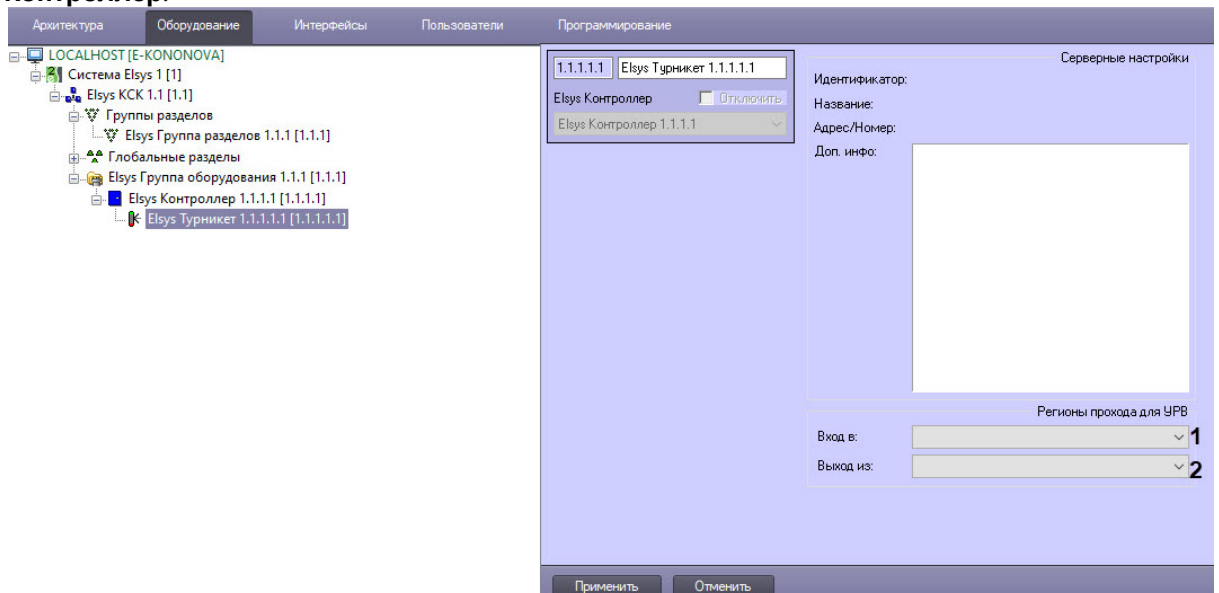 контроллер.
Архитектура Оборудование Интерфейсы Пользователи Программирование
LOCALHOST [E-KONONOVA]
Система Elsys 1 [1]
Elsys КСК 1.1 [1.1]
Группы разделов
Elsys Группа разделов 1.1.1 [1.1.1]
Глобальные разделы
Elsys Группа оборудования 1.1.1 [1.1.1]
Elsys Контроллер 1.1.1.1 [1.1.1.1]
Elsys Турникет 1.1.1.1.1 [1.1.1.1.1]
1.1.1.1.1 Elsys Турникет 1.1.1.1.1
Elsys Контроллер Отключить
Elsys Контроллер 1.1.1.1
Серверные настройки
Идентификатор:
Название:
Адрес/Номер:
Доп. инфо:
Регионы прохода для УРВ
Вход в: 1
Выход из: 2
Применить Отменить